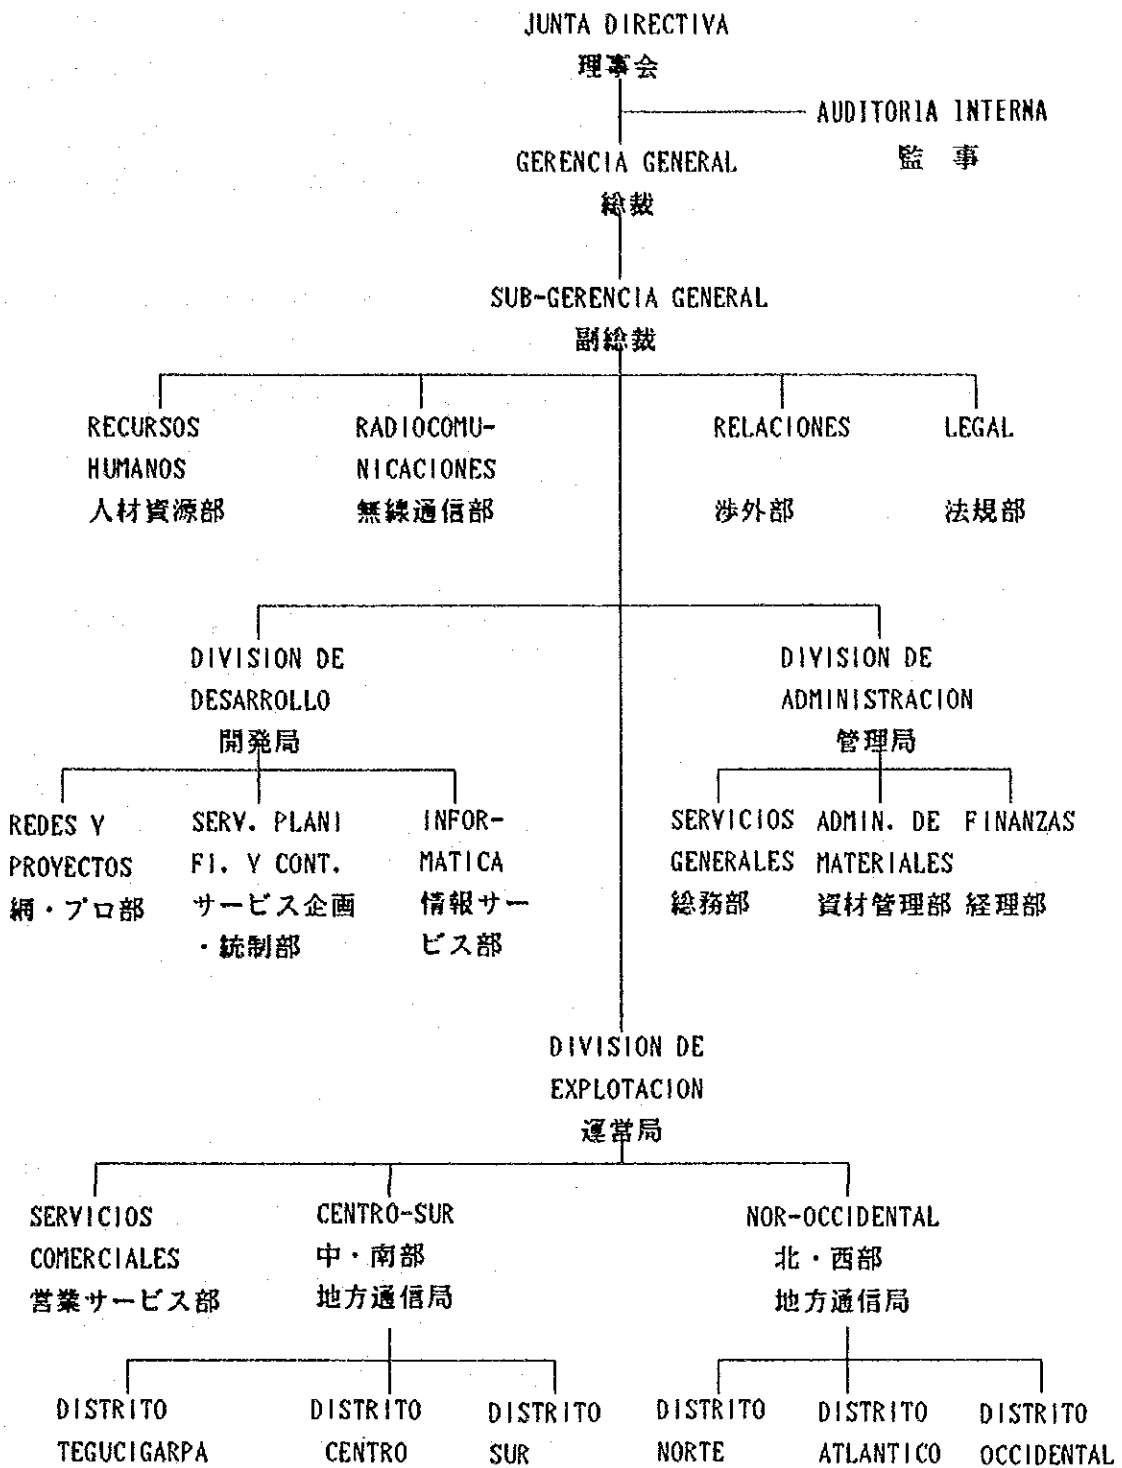 JUNTA DIRECTIVA
理事会
AUDITORIA INTERNA
監 事
GERENCIA GENERAL
総裁
SUB-GERENCIA GENERAL
副総裁
RECURSOS
HUMANOS
人材資源部
RADIOCOMU-
NICACIONES
無線通信部
RELACIONES
渉外部
LEGAL
法規部
DIVISION DE
DESARROLLO
開発局
DIVISION DE
ADMINISTRACION
管理局
REDES Y
PROYECTOS
網・プロ部
SERV. PLANI
FI. Y CONT.
サービス企画
・統制部
INFOR-
MATICA
情報サー
ビス部
SERVICIOS
GENERALES
総務部
ADMIN. DE
MATERIALES
資材管理部
FINANZAS
経理部
DIVISION DE
EXPLOTACION
運営局
SERVICIOS
COMERCIALES
営業サービス部
CENTRO-SUR
中・南部
地方通信局
NOR-OCCIDENTAL
北・西部
地方通信局
DISTRITO
TEGUCIGARPA
DISTRITO
CENTRO
DISTRITO
SUR
DISTRITO
NORTE
DISTRITO
ATLANTICO
DISTRITO
OCCIDENTAL